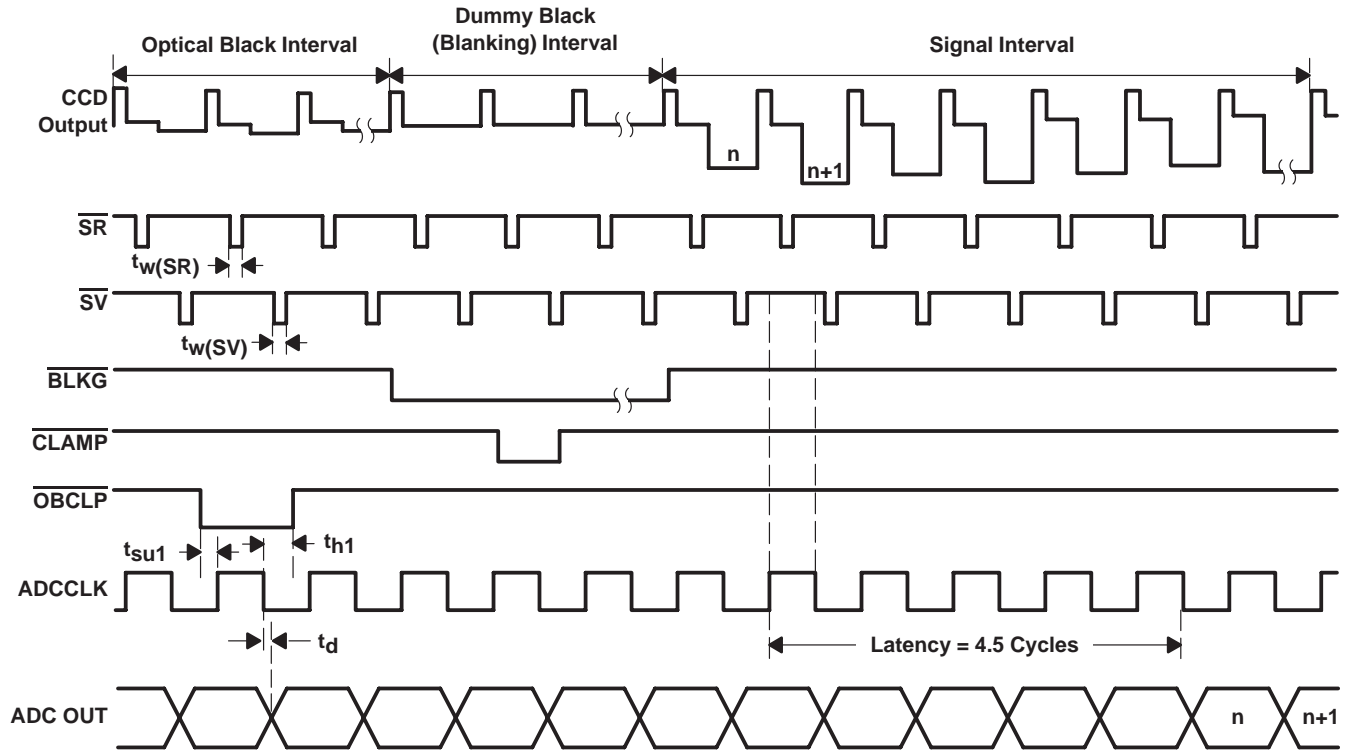 Optical Black Interval
Dummy Black
(Blanking) Interval
Signal Interval
CCD
Output
n
n+1
SR
tw(SR)
SV
tw(SV)
BLKG
CLAMP
OBCLP
tsu1
th1
ADCCLK
td
Latency = 4.5 Cycles
ADC OUT
n
n+1